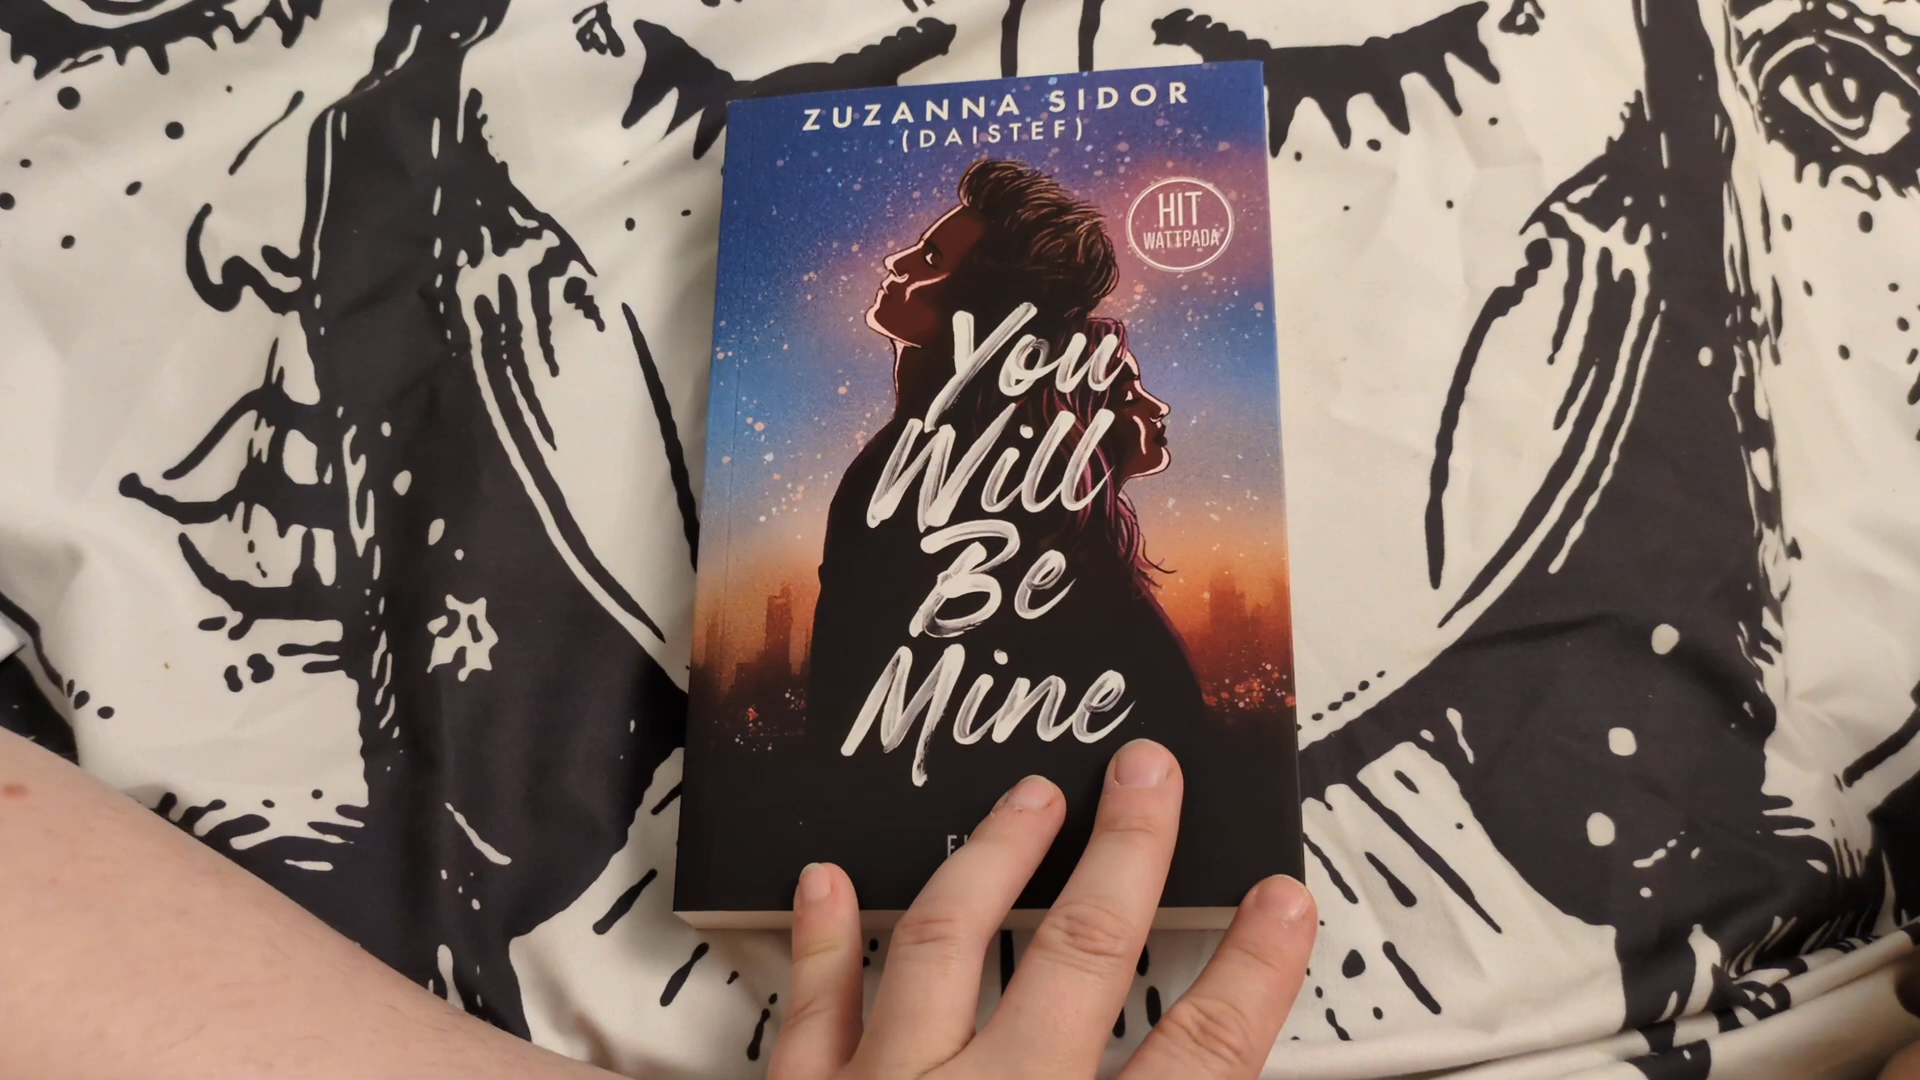 ZUZANNA SIDOR
(DAISTEF)
HIT
WATTPADA
You
Will
Be
Mine